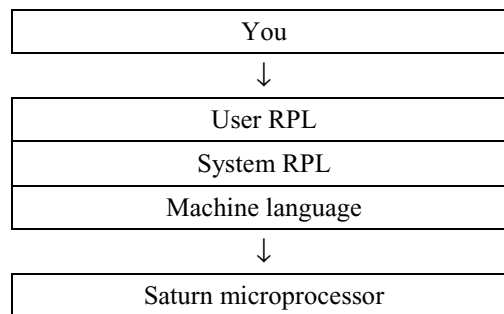 You
↓
User RPL
System RPL
Machine language
↓
Saturn microprocessor